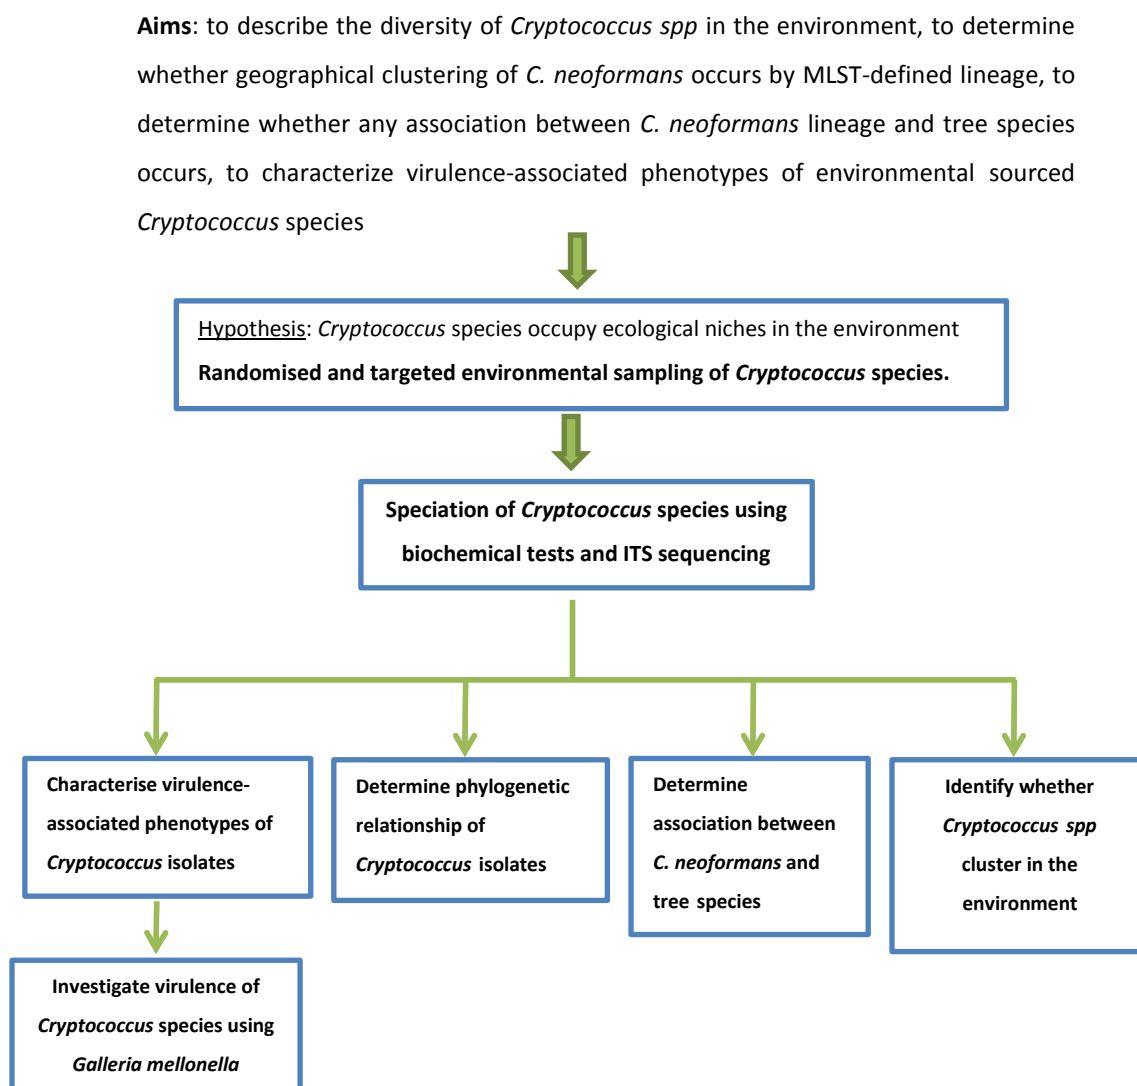 Aims: to describe the diversity of Cryptococcus spp in the environment, to determine
whether geographical clustering of C. neoformans occurs by MLST-defined lineage, to
determine whether any association between C. neoformans lineage and tree species
occurs, to characterize virulence-associated phenotypes of environmental sourced
Cryptococcus species
Hypothesis: Cryptococcus species occupy ecological niches in the environment
Randomised and targeted environmental sampling of Cryptococcus species.
Speciation of Cryptococcus species using
biochemical tests and ITS sequencing
Characterise virulence-
associated phenotypes of
Cryptococcus isolates
Determine phylogenetic
relationship of
Cryptococcus isolates
Determine
association between
C. neoformans and
tree species
Identify whether
Cryptococcus spp
cluster in the
environment
Investigate virulence of
Cryptococcus species using
Galleria mellonella